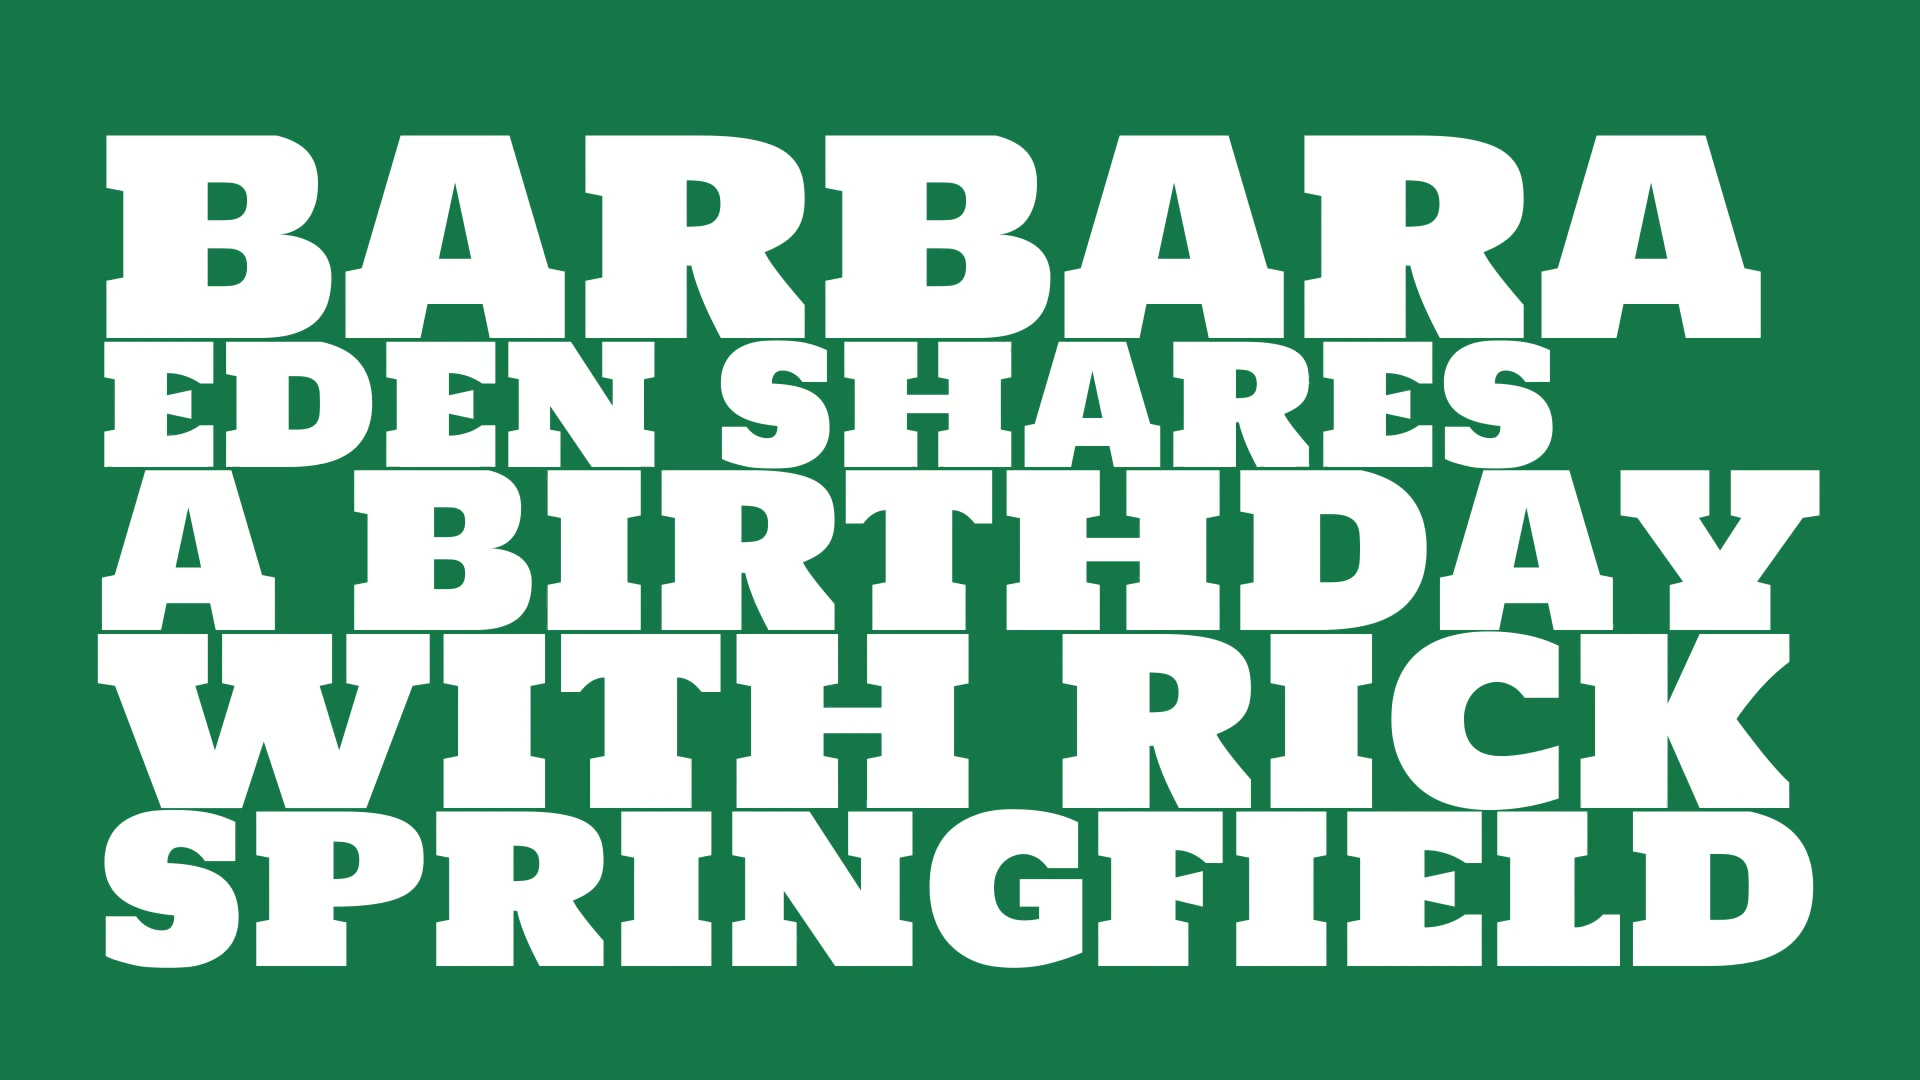 BARBARA
EDEN SHARES
A BIRTHDAY
WITH RICK
SPRINGFIELD